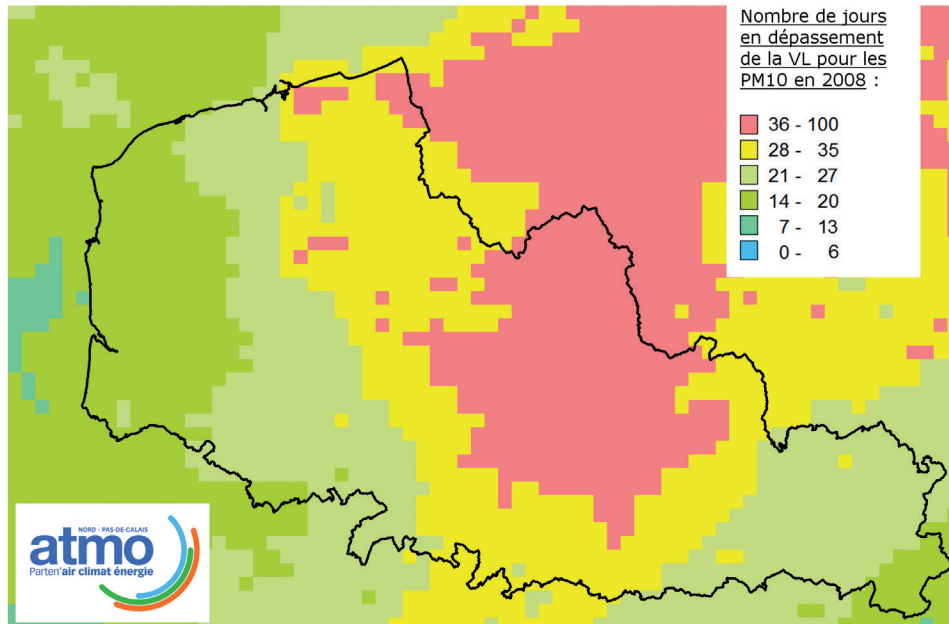 Nombre de jours
en dépassement
de la VL pour les
PM10 en 2008 :
36 - 100
28 - 35
21 - 27
14 - 20
7 - 13
0 - 6
NORD - PAS-DE-CALAIS
atmo
Parten'air climat énergie